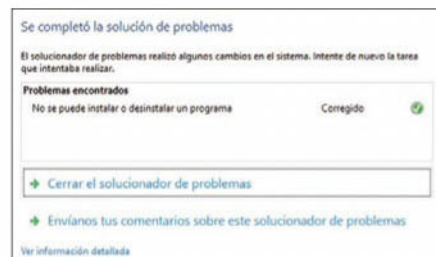 Se completó la solución de problemas
El solucionador de problemas realizó algunos cambios en el sistema. Intente de nuevo la tarea
que intentaba realizar.
Problemas encontrados
No se puede instalar o desinstalar un programa Corregido
Cerrar el solucionador de problemas
Envíanos tus comentarios sobre este solucionador de problemas
Ver información detallada